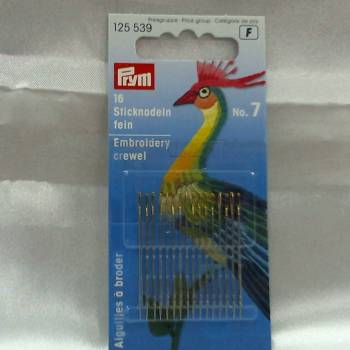 Preisgruppe · Price group · Catégorie de prix
125 539
F
Prym
16
Sticknadeln
fein
No. 7
Embroidery
crewel
Aiguilles à broder